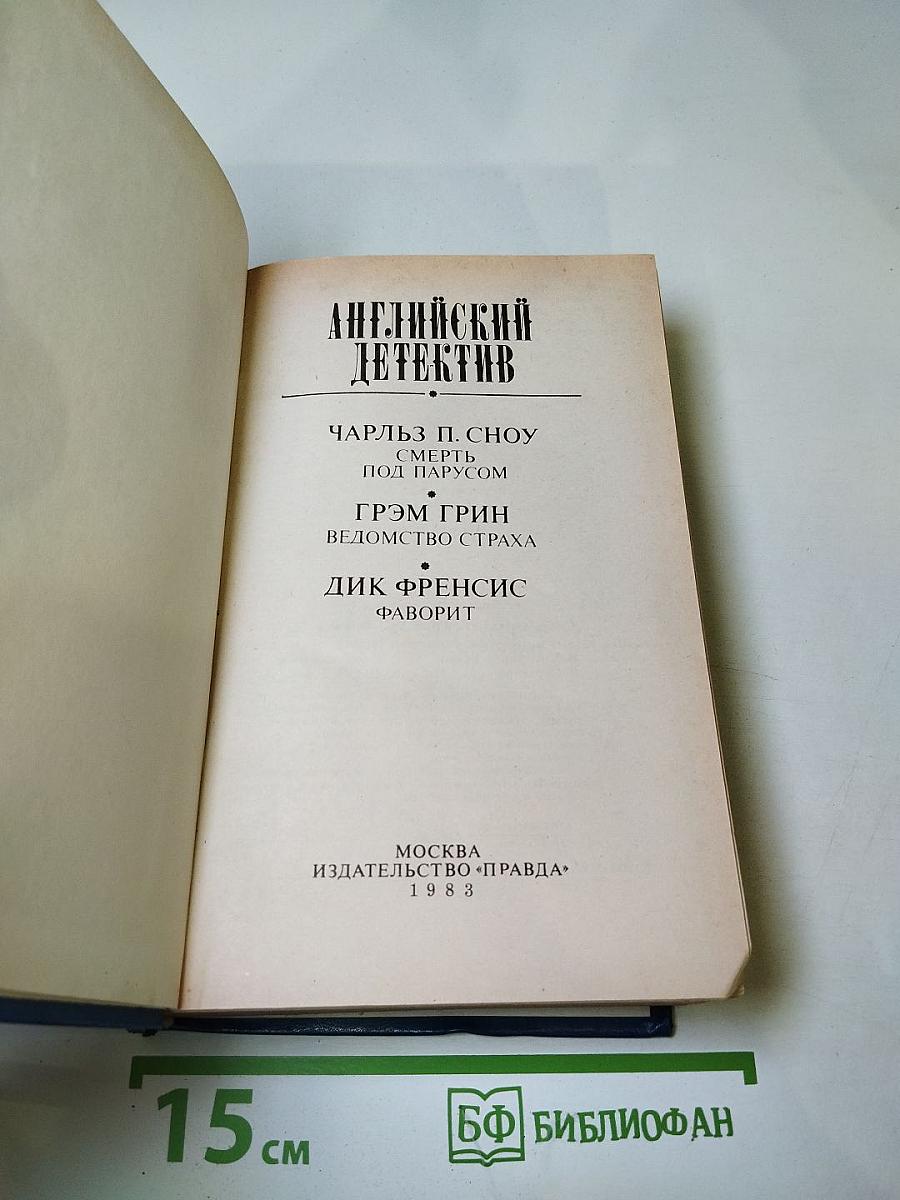 АНГЛИЙСКИЙ
ДЕТЕКТИВ
ЧАРЛЬЗ П. СНОУ
СМЕРТЬ
ПОД ПАРУСОМ
ГРЭМ ГРИН
ВЕДОМСТВО СТРАХА
ДИК ФРЕНСИС
ФАВОРИТ
МОСКВА
ИЗДАТЕЛЬСТВО «ПРАВДА»
1983
15 см
БФ БИБЛИОФАН